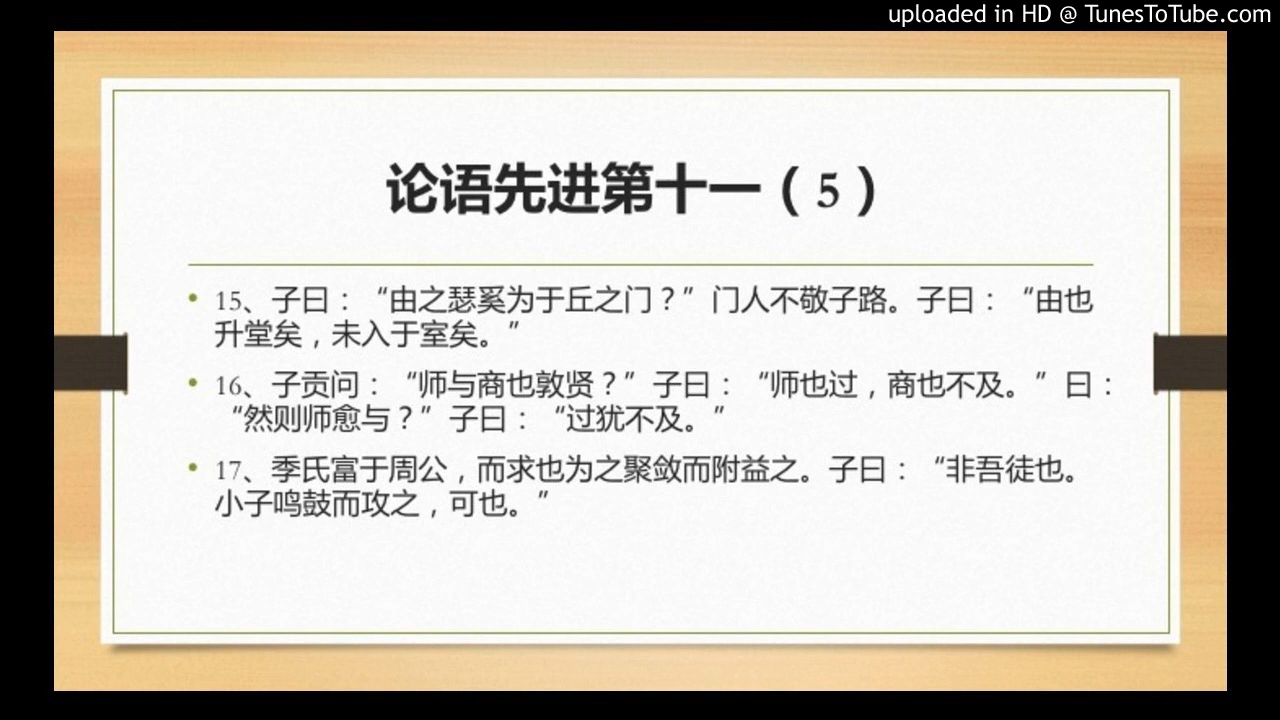 uploaded in HD @ TunesToTube.com
论语先进第十一（5）
• 15、子曰：“由之瑟奚为于丘之门？”门人不敬子路。子曰：“由也
升堂矣，未入于室矣。”
• 16、子贡问：“师与商也敦贤？”子曰：“师也过，商也不及。”曰：
“然则师愈与？”子曰：“过犹不及。”
• 17、季氏富于周公，而求也为之聚敛而附益之。子曰：“非吾徒也。
小子鸣鼓而攻之，可也。”